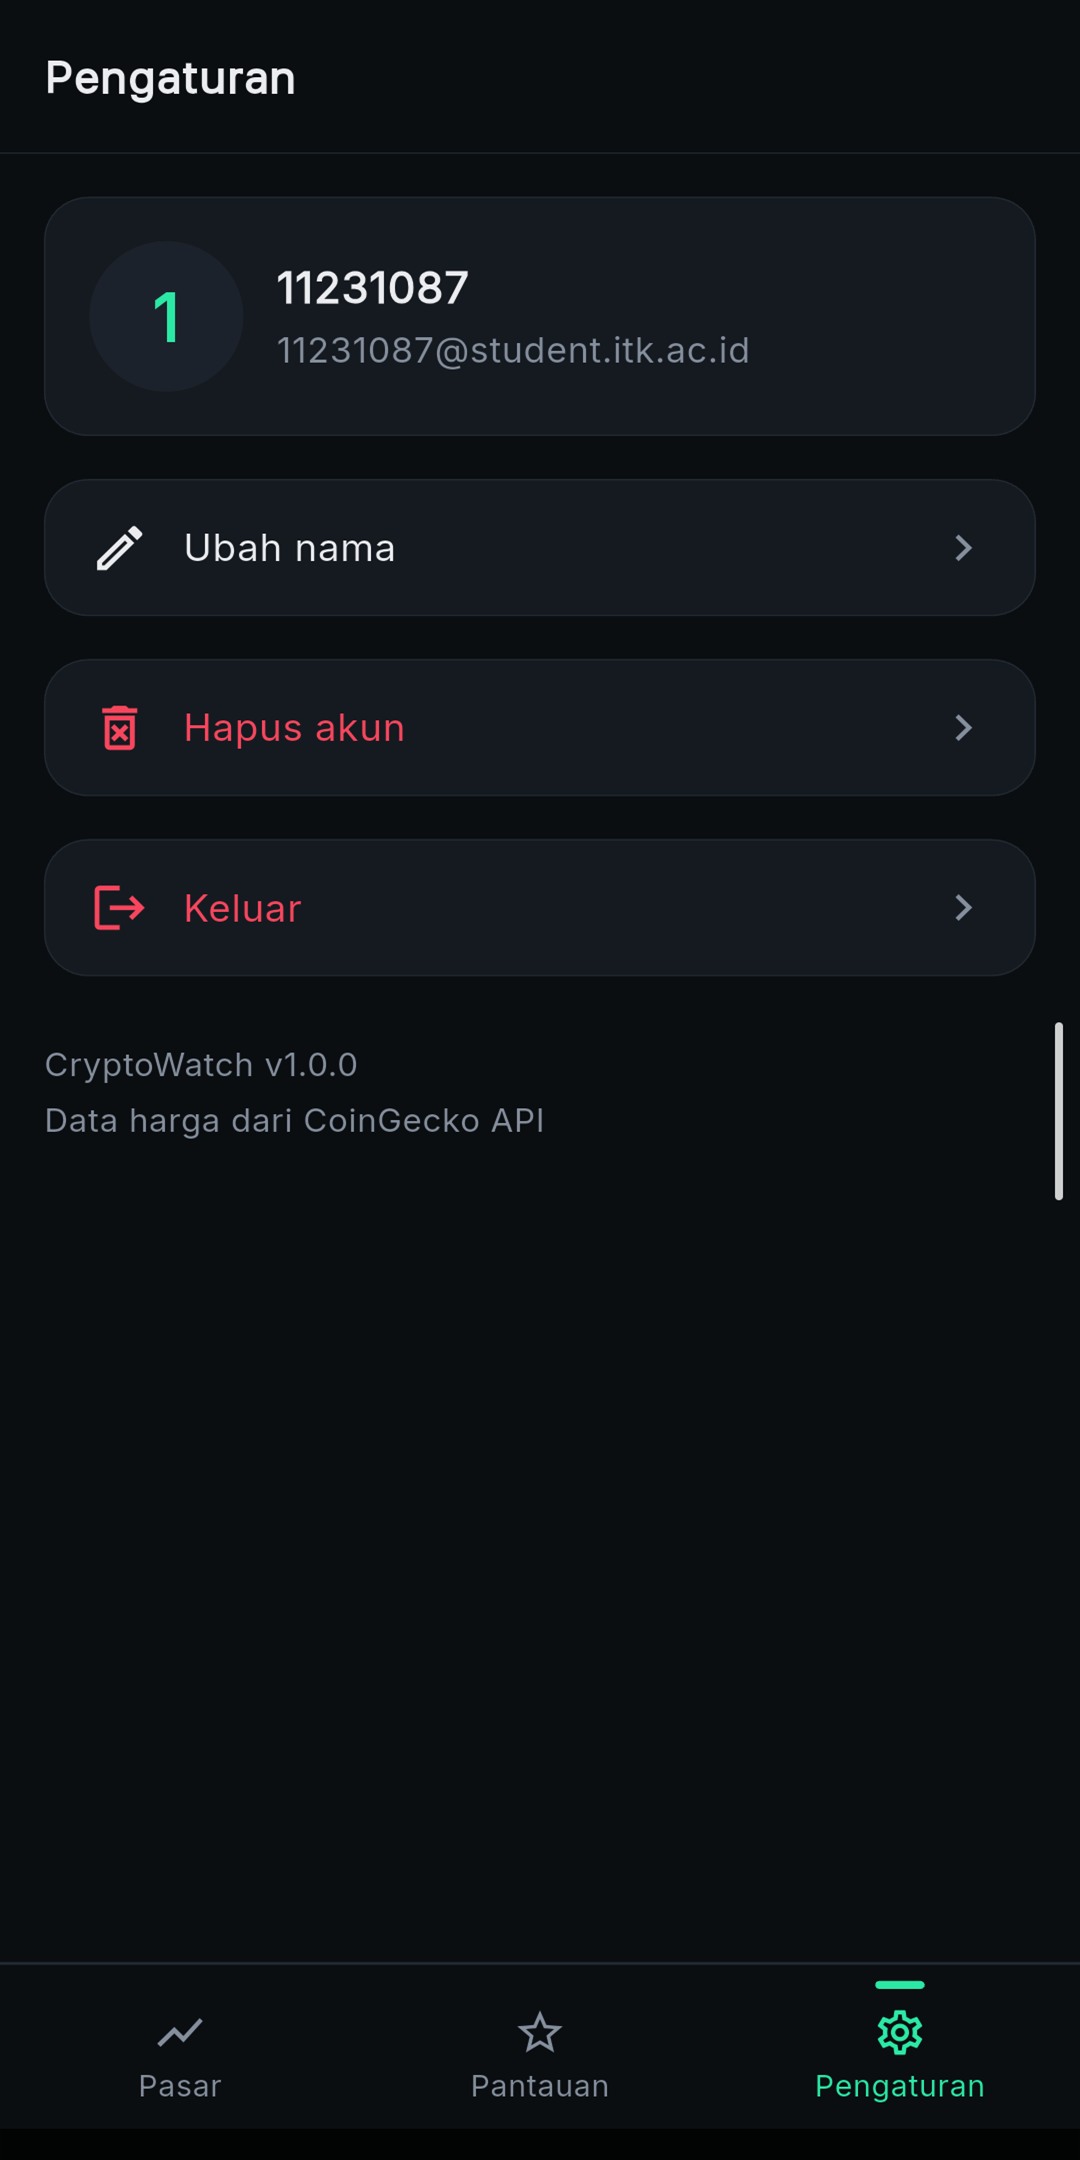 Pengaturan
1
11231087
11231087@student.itk.ac.id
Ubah nama
Hapus akun
Keluar
CryptoWatch v1.0.0
Data harga dari CoinGecko API
Pasar
Pantauan
Pengaturan